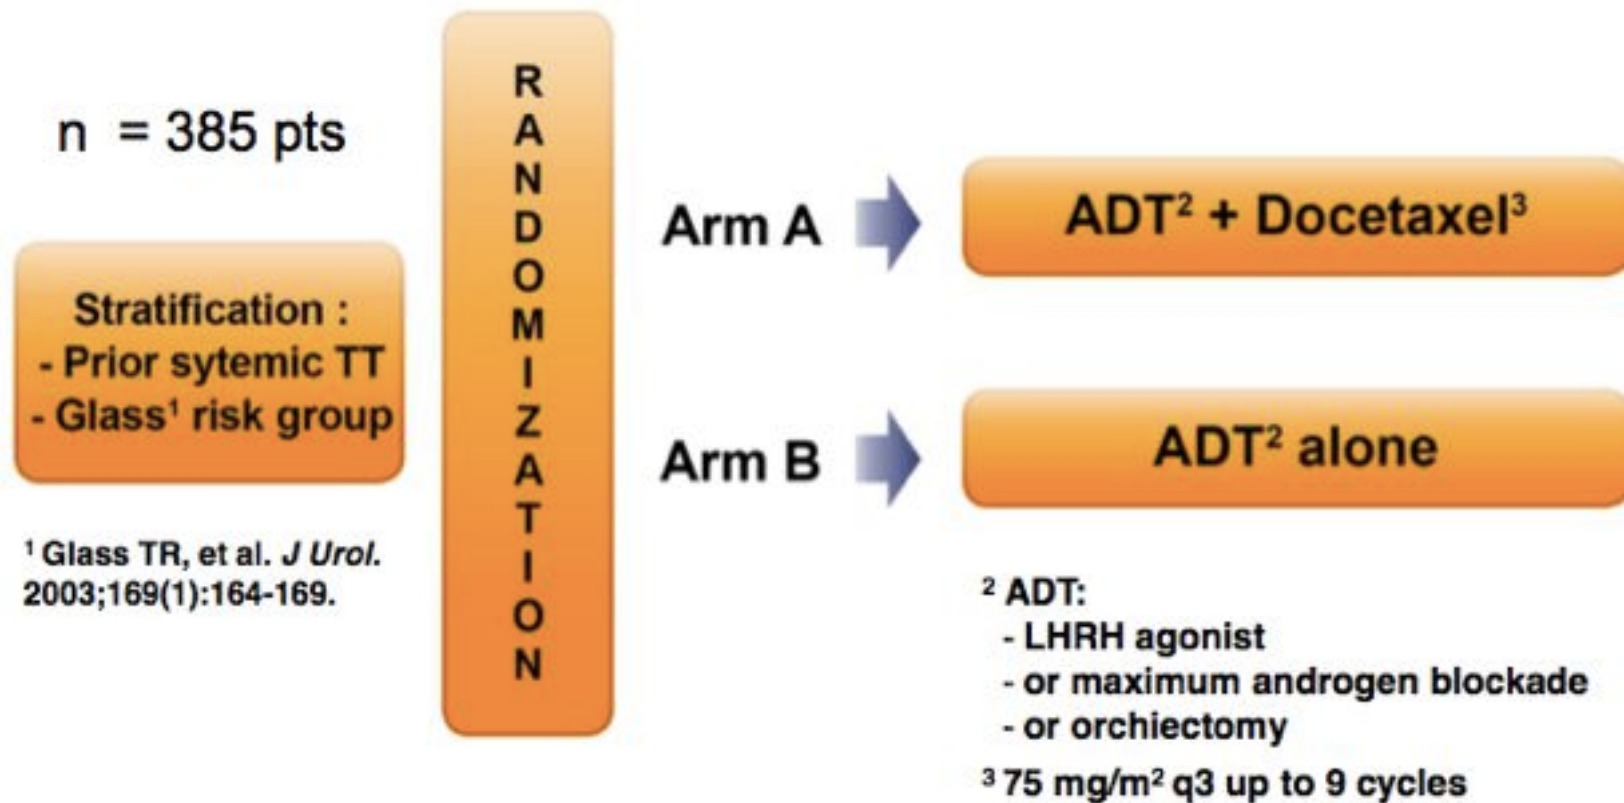 n = 385 pts
Stratification :
- Prior sytemic TT
- Glass¹ risk group
¹ Glass TR, et al. J Urol.
2003;169(1):164-169.
R
A
N
D
O
M
I
Z
A
T
I
O
N
Arm A
ADT² + Docetaxel³
Arm B
ADT² alone
² ADT:
- LHRH agonist
- or maximum androgen blockade
- or orchiectomy
³ 75 mg/m² q3 up to 9 cycles